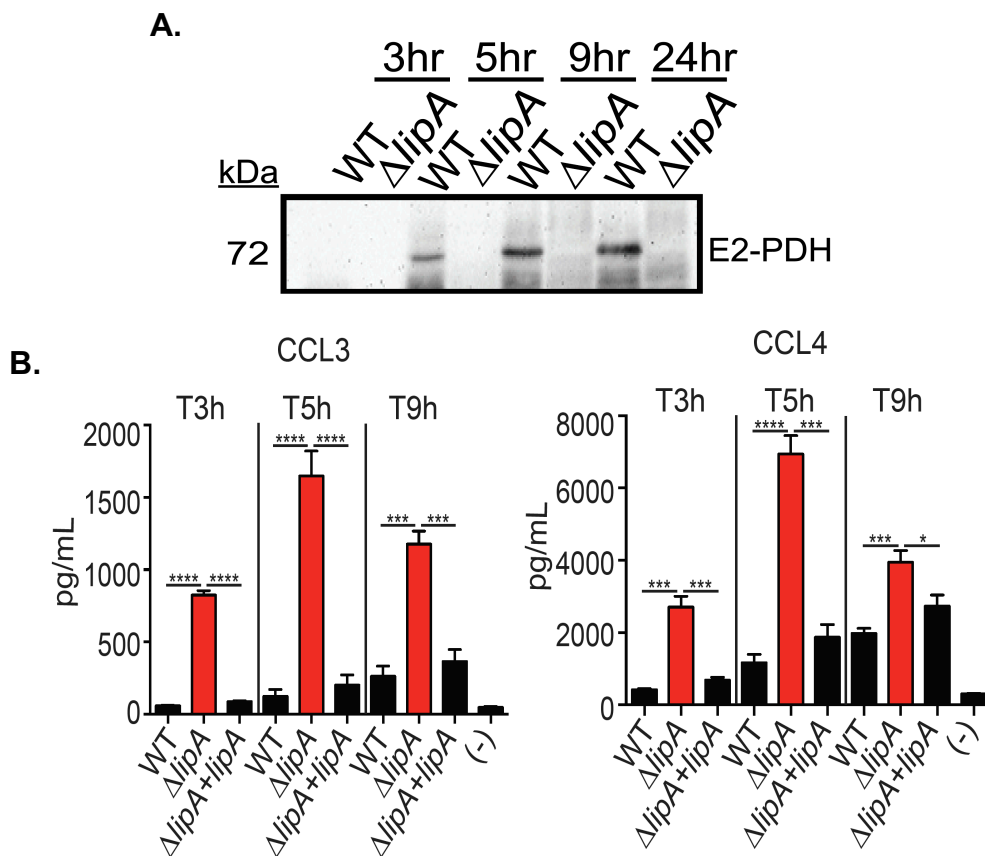 A.
3hr 5hr 9hr 24hr
WT ΔlipA WT ΔlipA WT ΔlipA WT ΔlipA
kDa
72 E2-PDH
B.
CCL3
T3h T5h T9h
2000
1500
1000
500
0
pg/mL
**** **** **** **** *** ***
WT ΔlipA ΔlipA+lipA WT ΔlipA ΔlipA+lipA WT ΔlipA ΔlipA+lipA (-)
CCL4
T3h T5h T9h
8000
6000
4000
2000
0
pg/mL
*** *** **** *** *** *
WT ΔlipA ΔlipA+lipA WT ΔlipA ΔlipA+lipA WT ΔlipA ΔlipA+lipA (-)